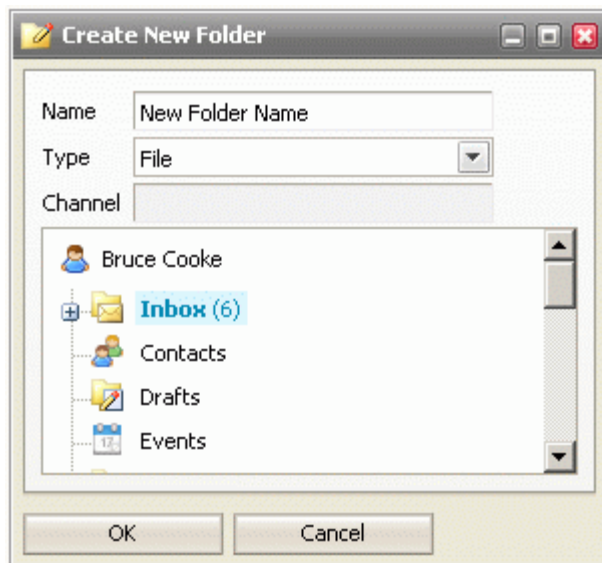 Create New Folder
Name New Folder Name
Type File
Channel
Bruce Cooke
Inbox (6)
Contacts
Drafts
Events
OK Cancel